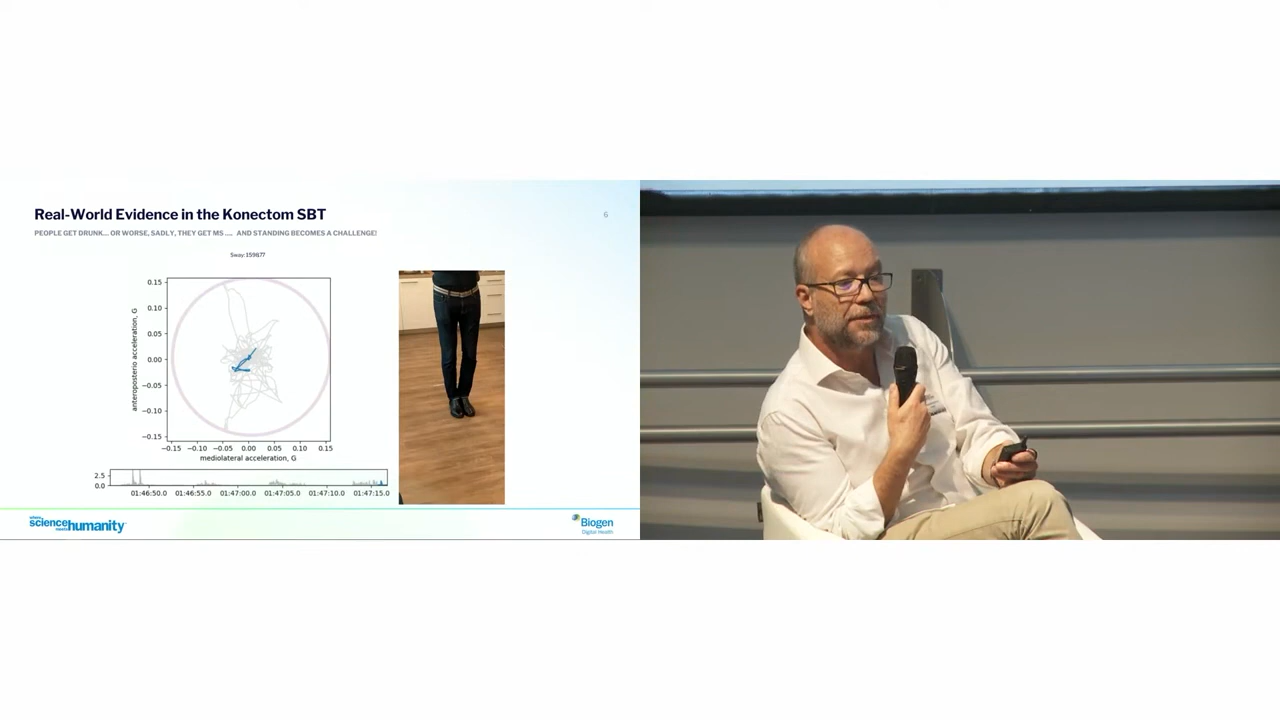 Real-World Evidence in the Konectom SBT
6
PEOPLE GET DRUNK... OR WORSE, SADLY, THEY GET MS .... AND STANDING BECOMES A CHALLENGE!
Sway: 159877
0.15
0.10
0.05
0.00
−0.05
−0.10
−0.15
anteroposterio acceleration, G
−0.15 −0.10 −0.05 0.00 0.05 0.10 0.15
mediolateral acceleration, G
2.5
0.0
01:46:50.0 01:46:55.0 01:47:00.0 01:47:05.0 01:47:10.0 01:47:15.0
where
science meets humanity
Biogen
Digital Health